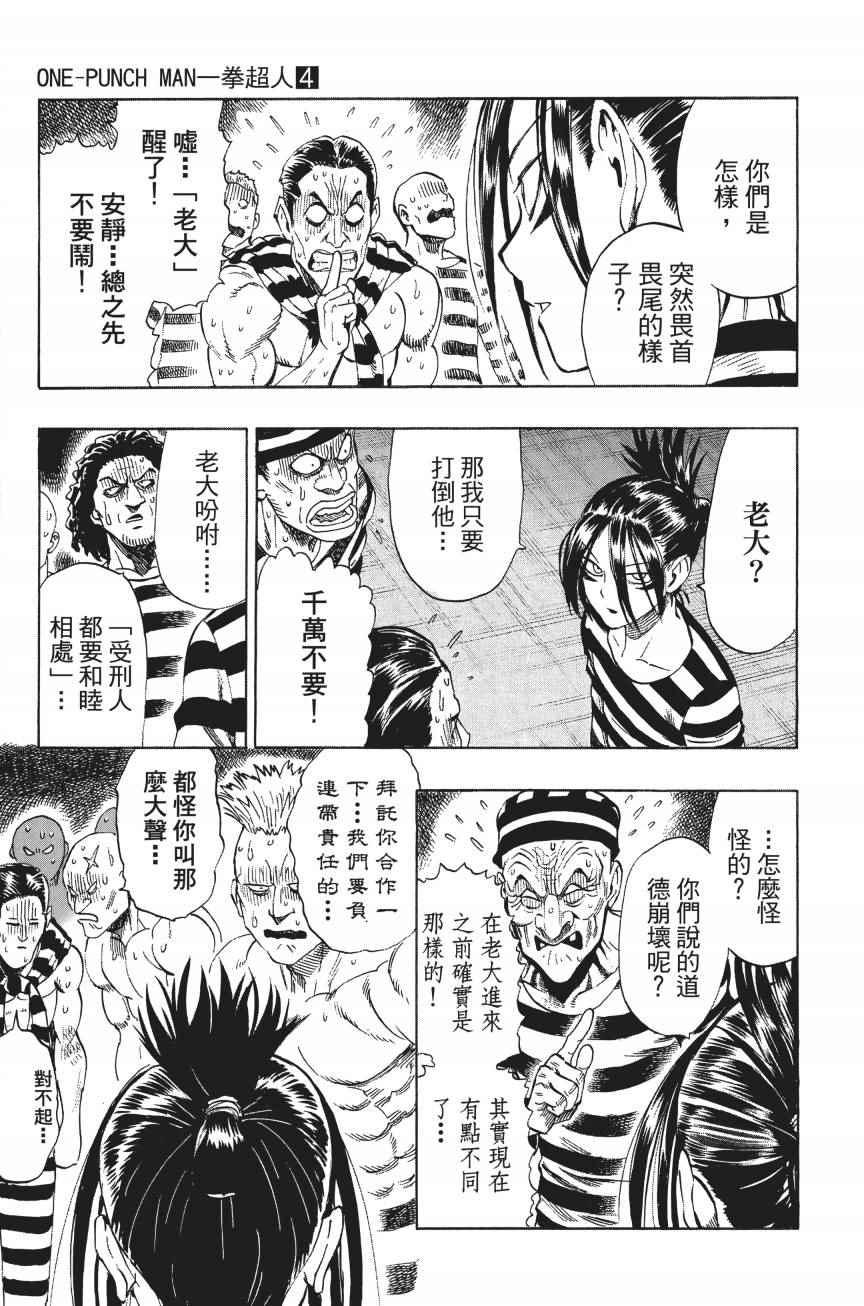 ONE-PUNCH MAN一拳超人4
你們是
怎樣，
突然畏首
畏尾的樣
子？
噓…「老大」
醒了！
安靜…總之先
不要鬧！
老大？
那我只要
打倒他…
千萬不要！
老大吩咐……
「受刑人
都要和睦
相處」…
…怎麼怪
怪的？
你們說的道
德崩壞呢？
在老大進來
之前確實是
那樣的！
其實現在
有點不同
了…
拜託你合作一
下…我們要負
連帶責任的…
都怪你叫那
麼大聲…
對不起…